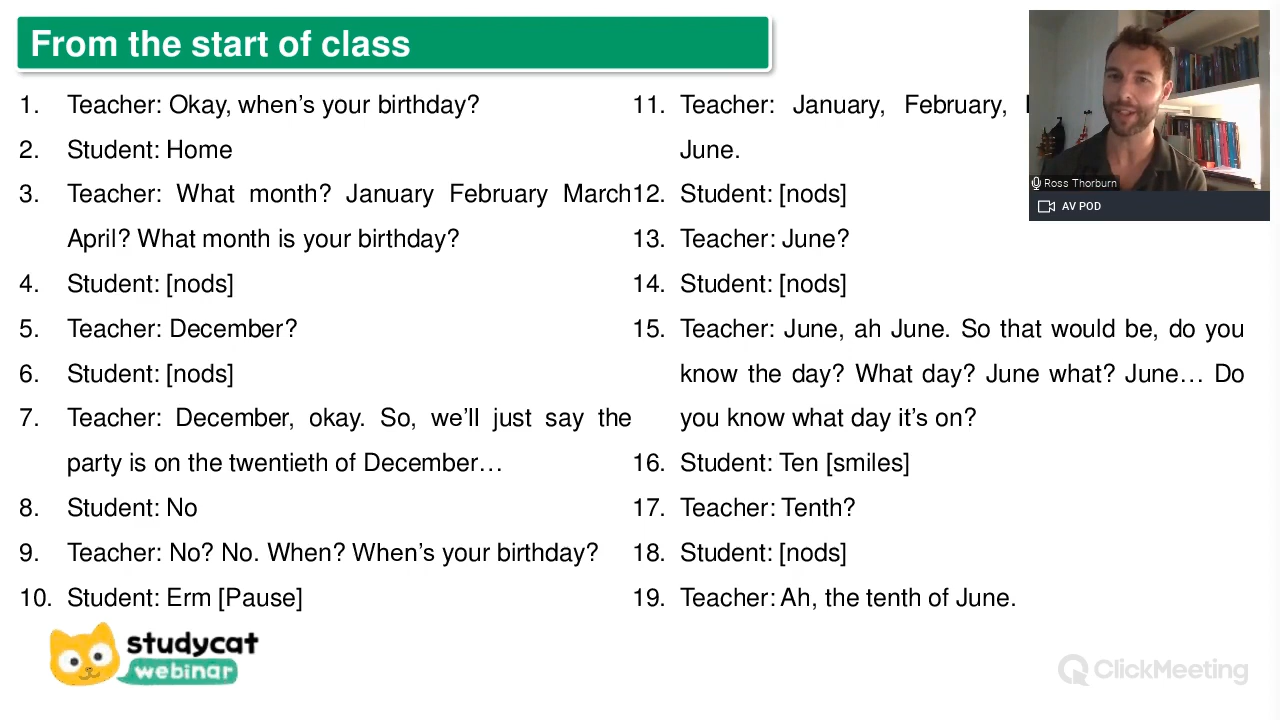 From the start of class
1. Teacher: Okay, when's your birthday?
2. Student: Home
3. Teacher: What month? January February March
April? What month is your birthday?
4. Student: [nods]
5. Teacher: December?
6. Student: [nods]
7. Teacher: December, okay. So, we'll just say the
party is on the twentieth of December…
8. Student: No
9. Teacher: No? No. When? When's your birthday?
10. Student: Erm [Pause]
11. Teacher: January, February,
June.
12. Student: [nods]
13. Teacher: June?
14. Student: [nods]
15. Teacher: June, ah June. So that would be, do you
know the day? What day? June what? June… Do
you know what day it's on?
16. Student: Ten [smiles]
17. Teacher: Tenth?
18. Student: [nods]
19. Teacher: Ah, the tenth of June.
Ross Thorburn
AV POD
studycat
webinar
ClickMeeting